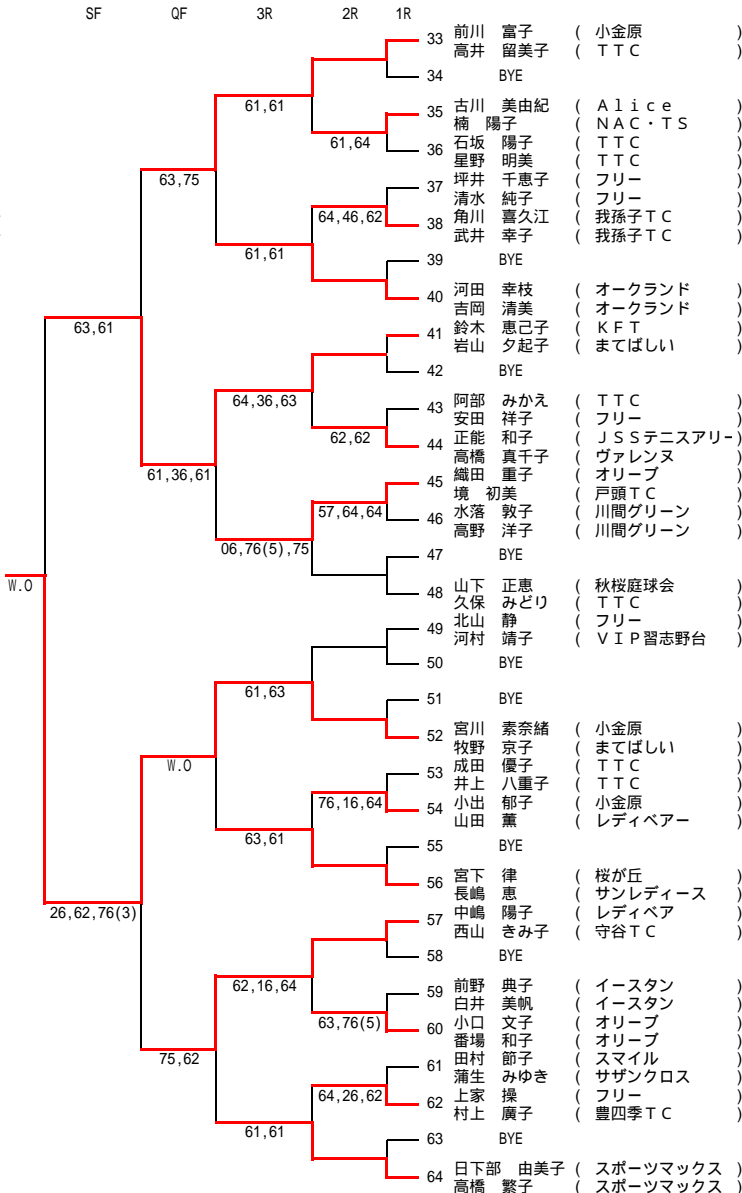 SF QF 3R 2R 1R
33 前川 富子 ( 小金原 )
高井 留美子 ( ＴＴＣ )
34 BYE
61,61
35 古川 美由紀 ( Ａｌｉｃｅ )
楠 陽子 ( ＮＡＣ・ＴＳ )
61,64
36 石坂 陽子 ( ＴＴＣ )
星野 明美 ( ＴＴＣ )
63,75
37 坪井 千恵子 ( フリー )
清水 純子 ( フリー )
64,46,62
38 角川 喜久江 ( 我孫子ＴＣ )
武井 幸子 ( 我孫子ＴＣ )
61,61
39 BYE
40 河田 幸枝 ( オークランド )
吉岡 清美 ( オークランド )
63,61
41 鈴木 恵己子 ( ＫＦＴ )
岩山 夕起子 ( まてばしい )
42 BYE
64,36,63
43 阿部 みかえ ( ＴＴＣ )
安田 祥子 ( フリー )
62,62
44 正能 和子 ( ＪＳＳテニスアリー )
高橋 真千子 ( ヴァレンヌ )
61,36,61
45 織田 重子 ( オリーブ )
境 初美 ( 戸頭ＴＣ )
57,64,64
46 水落 敦子 ( 川間グリーン )
高野 洋子 ( 川間グリーン )
06,76(5),75
47 BYE
W.O
48 山下 正恵 ( 秋桜庭球会 )
久保 みどり ( ＴＴＣ )
49 北山 静 ( フリー )
河村 靖子 ( ＶＩＰ習志野台 )
50 BYE
61,63
51 BYE
52 宮川 素奈緒 ( 小金原 )
牧野 京子 ( まてばしい )
W.O
53 成田 優子 ( ＴＴＣ )
井上 八重子 ( ＴＴＣ )
76,16,64
54 小出 郁子 ( 小金原 )
山田 薫 ( レディベアー )
63,61
55 BYE
56 宮下 律 ( 桜が丘 )
長嶋 恵 ( サンレディース )
26,62,76(3)
57 中嶋 陽子 ( レディベア )
西山 きみ子 ( 守谷ＴＣ )
58 BYE
62,16,64
59 前野 典子 ( イースタン )
白井 美帆 ( イースタン )
63,76(5)
60 小口 文子 ( オリーブ )
番場 和子 ( オリーブ )
75,62
61 田村 節子 ( スマイル )
蒲生 みゆき ( サザンクロス )
64,26,62
62 上家 操 ( フリー )
村上 廣子 ( 豊四季ＴＣ )
61,61
63 BYE
64 日下部 由美子 ( スポーツマックス )
高橋 繁子 ( スポーツマックス )